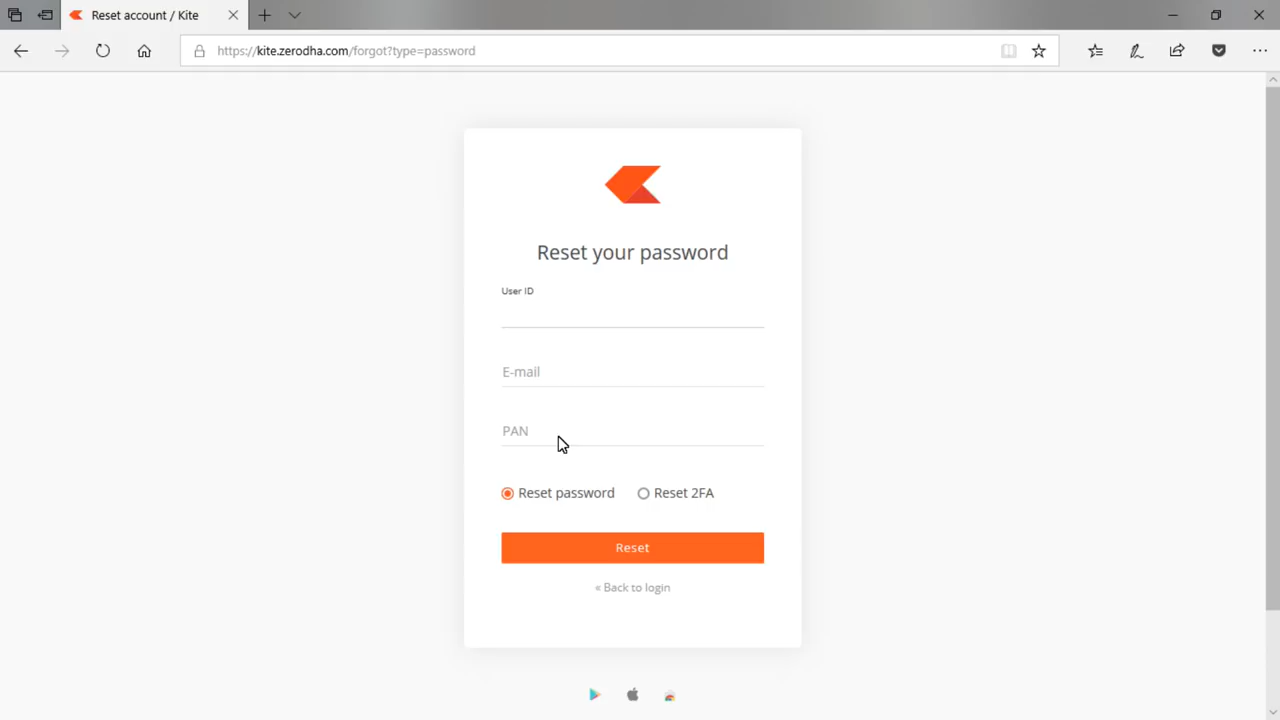 Reset account / Kite
https://kite.zerodha.com/forgot?type=password
Reset your password
User ID
E-mail
PAN
Reset password Reset 2FA
Reset
« Back to login